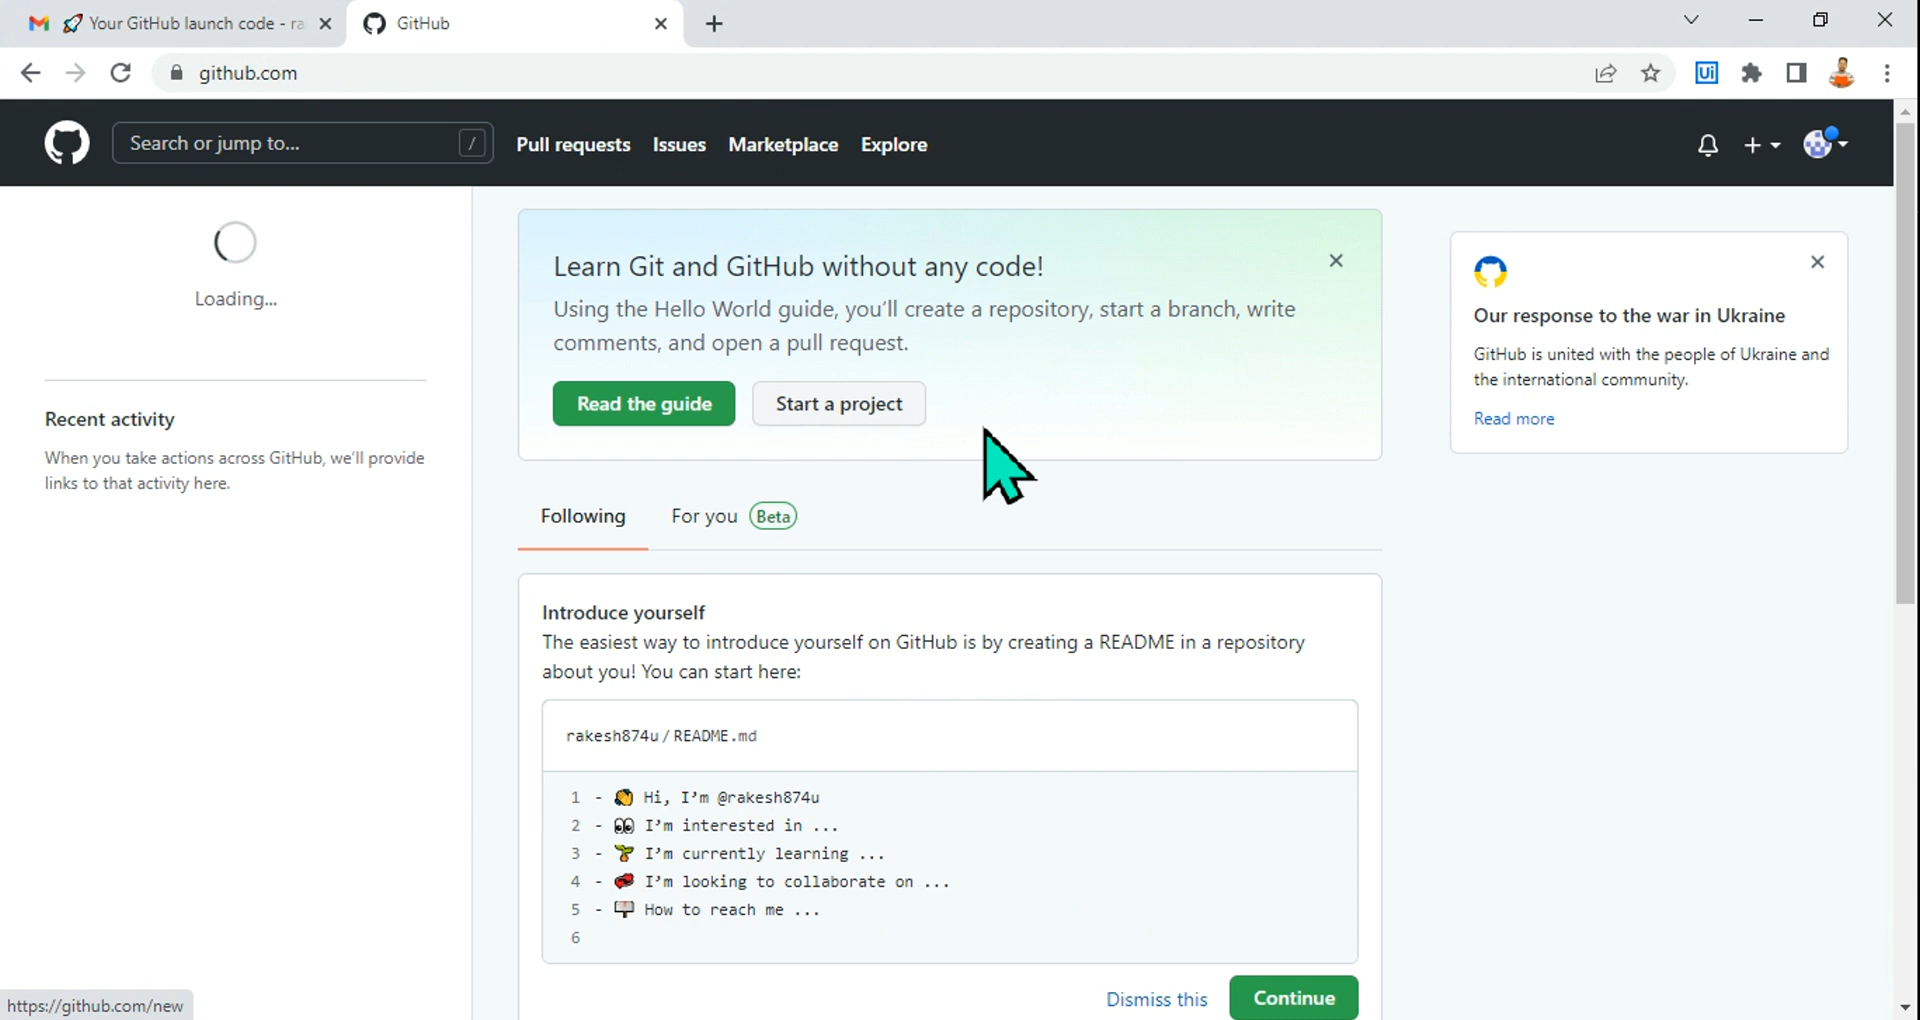 Your GitHub launch code - ra
GitHub
github.com
Ui
Search or jump to...
/
Pull requests
Issues
Marketplace
Explore
Loading...
Recent activity
When you take actions across GitHub, we'll provide
links to that activity here.
Learn Git and GitHub without any code!
Using the Hello World guide, you'll create a repository, start a branch, write
comments, and open a pull request.
Read the guide
Start a project
Following
For you Beta
Introduce yourself
The easiest way to introduce yourself on GitHub is by creating a README in a repository
about you! You can start here:
rakesh874u / README.md
1 - 👋 Hi, I'm @rakesh874u
2 - 👀 I'm interested in ...
3 - 🌱 I'm currently learning ...
4 - 💞️ I'm looking to collaborate on ...
5 - 📫 How to reach me ...
6
Dismiss this
Continue
Our response to the war in Ukraine
GitHub is united with the people of Ukraine and
the international community.
Read more
https://github.com/new